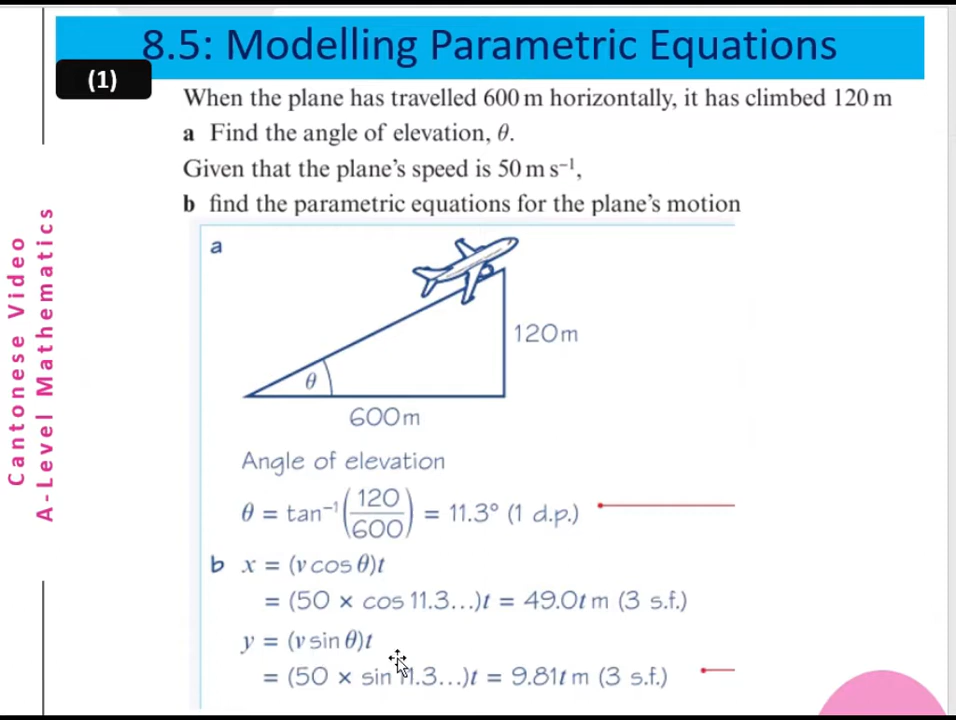 8.5: Modelling Parametric Equations
(1)
Cantonese Video
A-Level Mathematics
When the plane has travelled 600 m horizontally, it has climbed 120 m
a Find the angle of elevation, θ.
Given that the plane's speed is 50 m s⁻¹,
b find the parametric equations for the plane's motion
a
120 m
θ
600 m
Angle of elevation
θ = tan⁻¹(120/600) = 11.3° (1 d.p.)
b x = (v cos θ)t
= (50 × cos 11.3...)t = 49.0t m (3 s.f.)
y = (v sin θ)t
= (50 × sin 11.3...)t = 9.81t m (3 s.f.)